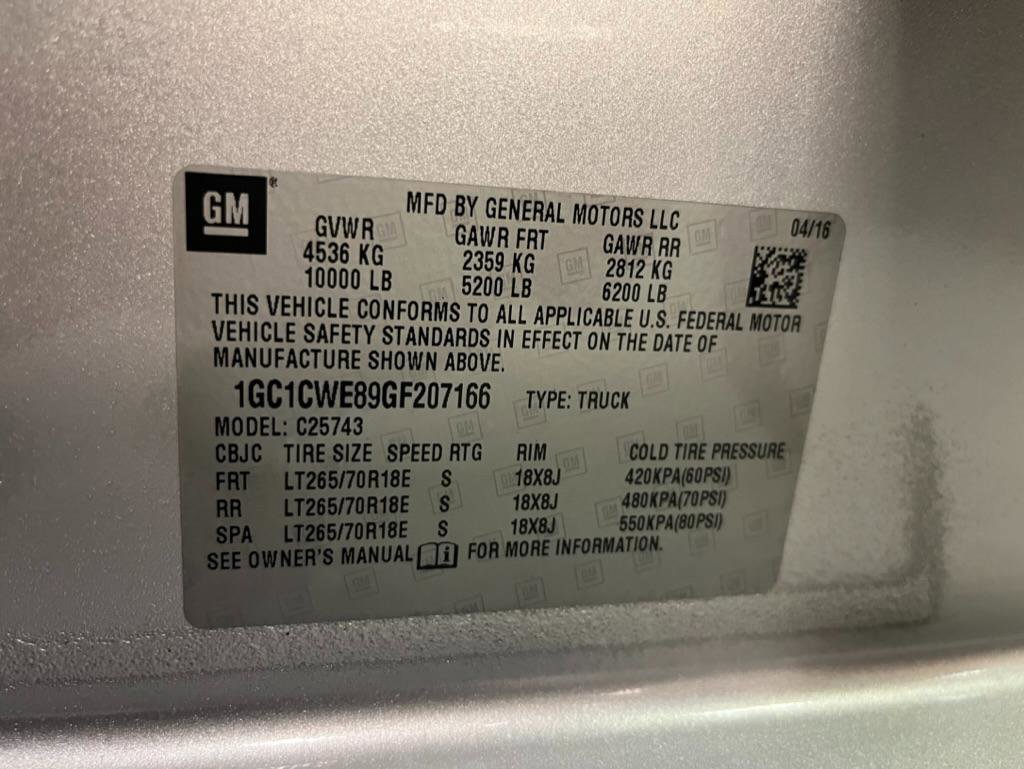 GM®
MFD BY GENERAL MOTORS LLC 04/16
GVWR GAWR FRT GAWR RR
4536 KG 2359 KG 2812 KG
10000 LB 5200 LB 6200 LB
THIS VEHICLE CONFORMS TO ALL APPLICABLE U.S. FEDERAL MOTOR
VEHICLE SAFETY STANDARDS IN EFFECT ON THE DATE OF
MANUFACTURE SHOWN ABOVE.
1GC1CWE89GF207166 TYPE: TRUCK
MODEL: C25743
CBJC TIRE SIZE SPEED RTG RIM COLD TIRE PRESSURE
FRT LT265/70R18E S 18X8J 420KPA(60PSI)
RR LT265/70R18E S 18X8J 480KPA(70PSI)
SPA LT265/70R18E S 18X8J 550KPA(80PSI)
SEE OWNER'S MANUAL i FOR MORE INFORMATION.